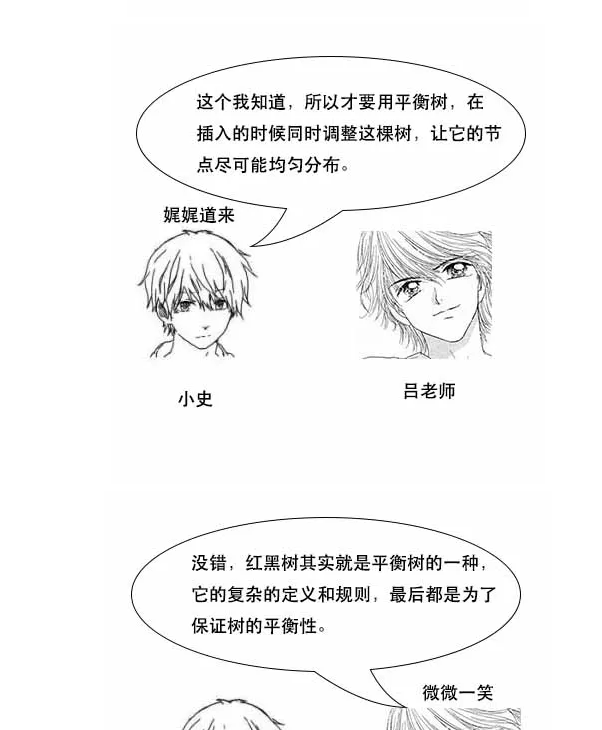 这个我知道，所以才要用平衡树，在
插入的时候同时调整这棵树，让它的节
点尽可能均匀分布。
娓娓道来
小史
吕老师
没错，红黑树其实就是平衡树的一种，
它的复杂的定义和规则，最后都是为了
保证树的平衡性。
微微一笑